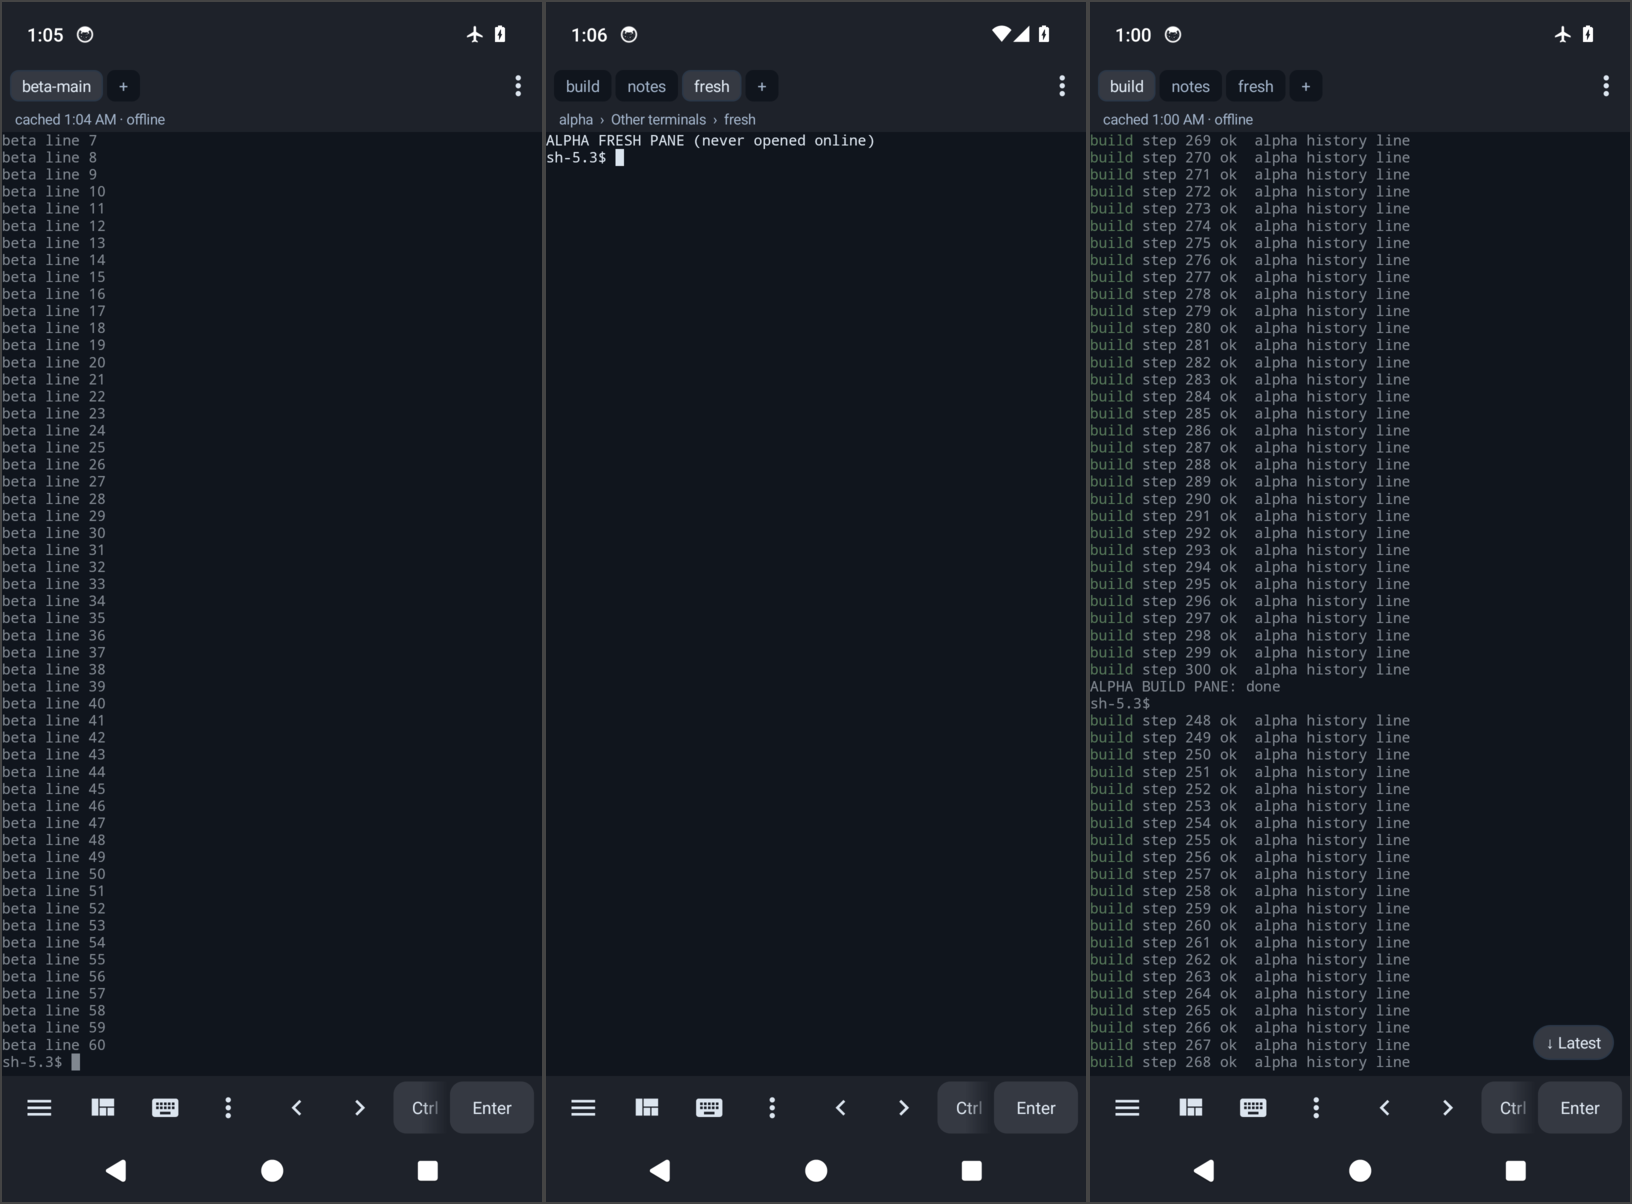 1:05
beta-main +
cached 1:04 AM · offline
beta line 7
beta line 8
beta line 9
beta line 10
beta line 11
beta line 12
beta line 13
beta line 14
beta line 15
beta line 16
beta line 17
beta line 18
beta line 19
beta line 20
beta line 21
beta line 22
beta line 23
beta line 24
beta line 25
beta line 26
beta line 27
beta line 28
beta line 29
beta line 30
beta line 31
beta line 32
beta line 33
beta line 34
beta line 35
beta line 36
beta line 37
beta line 38
beta line 39
beta line 40
beta line 41
beta line 42
beta line 43
beta line 44
beta line 45
beta line 46
beta line 47
beta line 48
beta line 49
beta line 50
beta line 51
beta line 52
beta line 53
beta line 54
beta line 55
beta line 56
beta line 57
beta line 58
beta line 59
beta line 60
sh-5.3$
Ctrl Enter
1:06
build notes fresh +
alpha › Other terminals › fresh
ALPHA FRESH PANE (never opened online)
sh-5.3$
Ctrl Enter
1:00
build notes fresh +
cached 1:00 AM · offline
build step 269 ok  alpha history line
build step 270 ok  alpha history line
build step 271 ok  alpha history line
build step 272 ok  alpha history line
build step 273 ok  alpha history line
build step 274 ok  alpha history line
build step 275 ok  alpha history line
build step 276 ok  alpha history line
build step 277 ok  alpha history line
build step 278 ok  alpha history line
build step 279 ok  alpha history line
build step 280 ok  alpha history line
build step 281 ok  alpha history line
build step 282 ok  alpha history line
build step 283 ok  alpha history line
build step 284 ok  alpha history line
build step 285 ok  alpha history line
build step 286 ok  alpha history line
build step 287 ok  alpha history line
build step 288 ok  alpha history line
build step 289 ok  alpha history line
build step 290 ok  alpha history line
build step 291 ok  alpha history line
build step 292 ok  alpha history line
build step 293 ok  alpha history line
build step 294 ok  alpha history line
build step 295 ok  alpha history line
build step 296 ok  alpha history line
build step 297 ok  alpha history line
build step 298 ok  alpha history line
build step 299 ok  alpha history line
build step 300 ok  alpha history line
ALPHA BUILD PANE: done
sh-5.3$
build step 248 ok  alpha history line
build step 249 ok  alpha history line
build step 250 ok  alpha history line
build step 251 ok  alpha history line
build step 252 ok  alpha history line
build step 253 ok  alpha history line
build step 254 ok  alpha history line
build step 255 ok  alpha history line
build step 256 ok  alpha history line
build step 257 ok  alpha history line
build step 258 ok  alpha history line
build step 259 ok  alpha history line
build step 260 ok  alpha history line
build step 261 ok  alpha history line
build step 262 ok  alpha history line
build step 263 ok  alpha history line
build step 264 ok  alpha history line
build step 265 ok  alpha history line
build step 266 ok  alpha history line
build step 267 ok  alpha history line
build step 268 ok  alpha history line
↓ Latest
Ctrl Enter